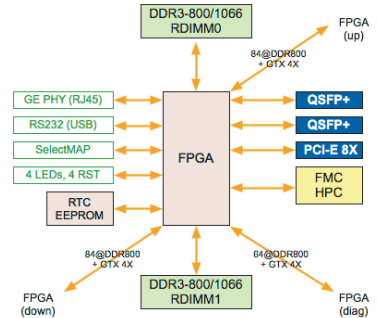 DDR3-800/1066
RDIMM0
FPGA
(up)
84@DDR800
+ GTX 4X
GE PHY (RJ45)
QSFP+
RS232 (USB)
QSFP+
SelectMAP
FPGA
PCI-E 8X
4 LEDs, 4 RST
FMC
HPC
RTC
EEPROM
84@DDR800
+ GTX 4X
64@DDR800
+ GTX 4X
DDR3-800/1066
RDIMM1
FPGA
(down)
FPGA
(diag)